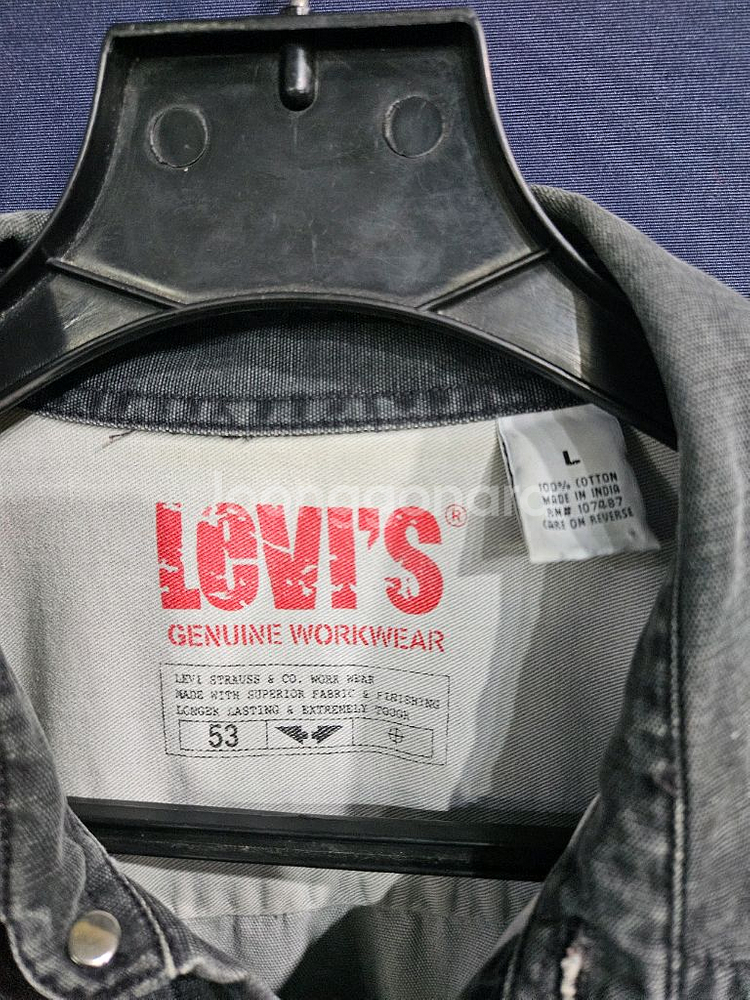 LEVI'S®
GENUINE WORKWEAR
LEVI STRAUSS & CO. WORK WEAR
MADE WITH SUPERIOR FABRIC & FINISHING
LONGER LASTING & EXTREMELY TOUGH
53
L
100% COTTON
MADE IN INDIA
RN# 107487
CARE ON REVERSE